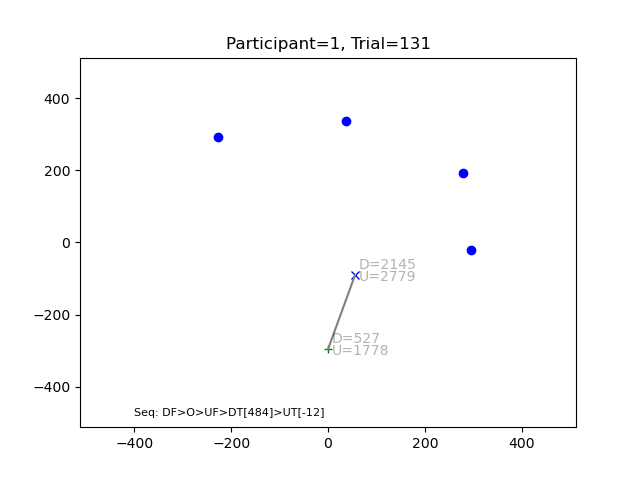 Participant=1, Trial=131
400
200
0
−200
−400
D=2145
U=2779
D=527
U=1778
Seq: DF>O>UF>DT[484]>UT[-12]
−400
−200
0
200
400